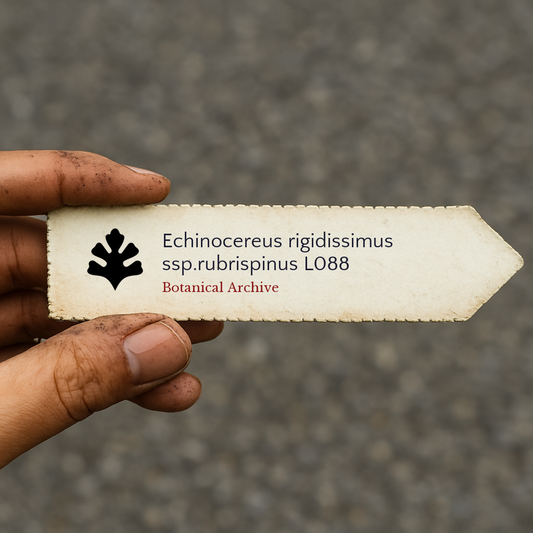 Echinocereus rigidissimus
ssp.rubrispinus L088
Botanical Archive